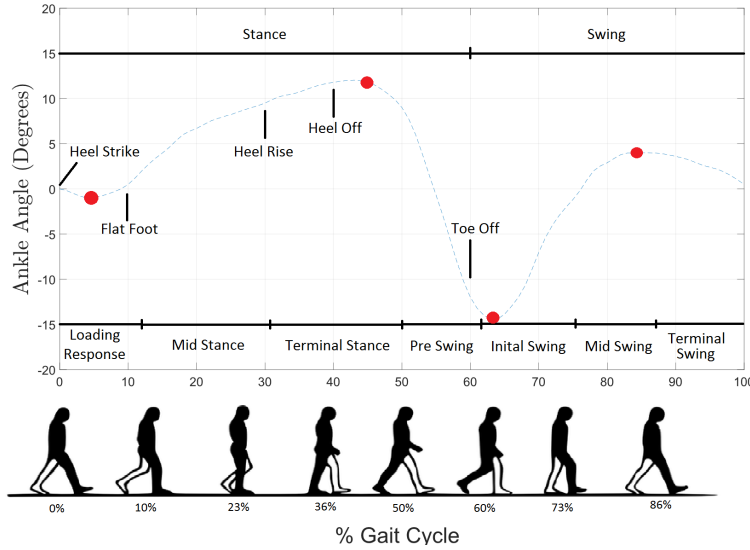 20
15
10
5
0
-5
-10
-15
-20
Ankle Angle (Degrees)
Stance
Swing
Heel Strike
Flat Foot
Heel Rise
Heel Off
Toe Off
Loading
Response
Mid Stance
Terminal Stance
Pre Swing
Inital Swing
Mid Swing
Terminal
Swing
0 10 20 30 40 50 60 70 80 90 100
0% 10% 23% 36% 50% 60% 73% 86%
% Gait Cycle